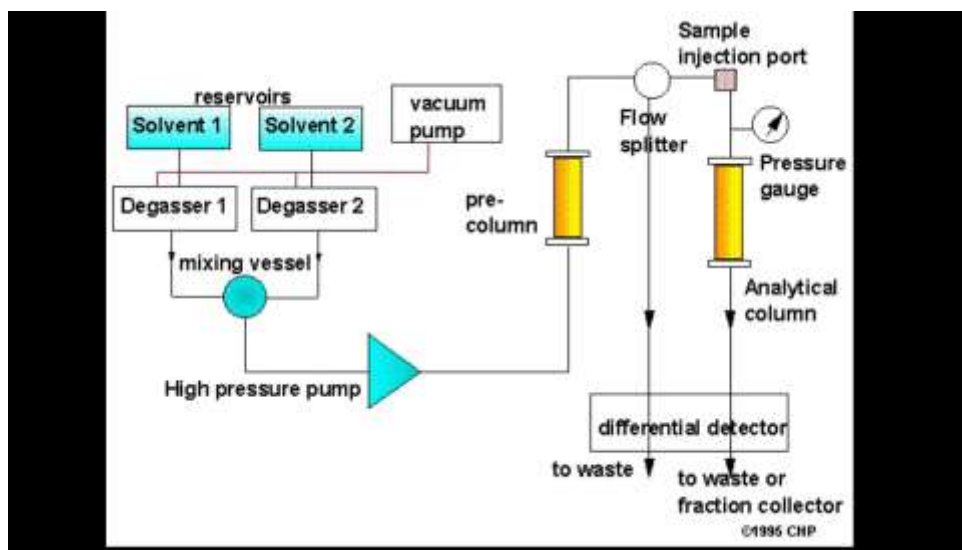 Sample
injection port
reservoirs
vacuum
pump
Solvent 1
Solvent 2
Flow
splitter
Pressure
gauge
Degasser 1
Degasser 2
pre-
column
mixing vessel
Analytical
column
High pressure pump
differential detector
to waste
to waste or
fraction collector
©1995 CHP